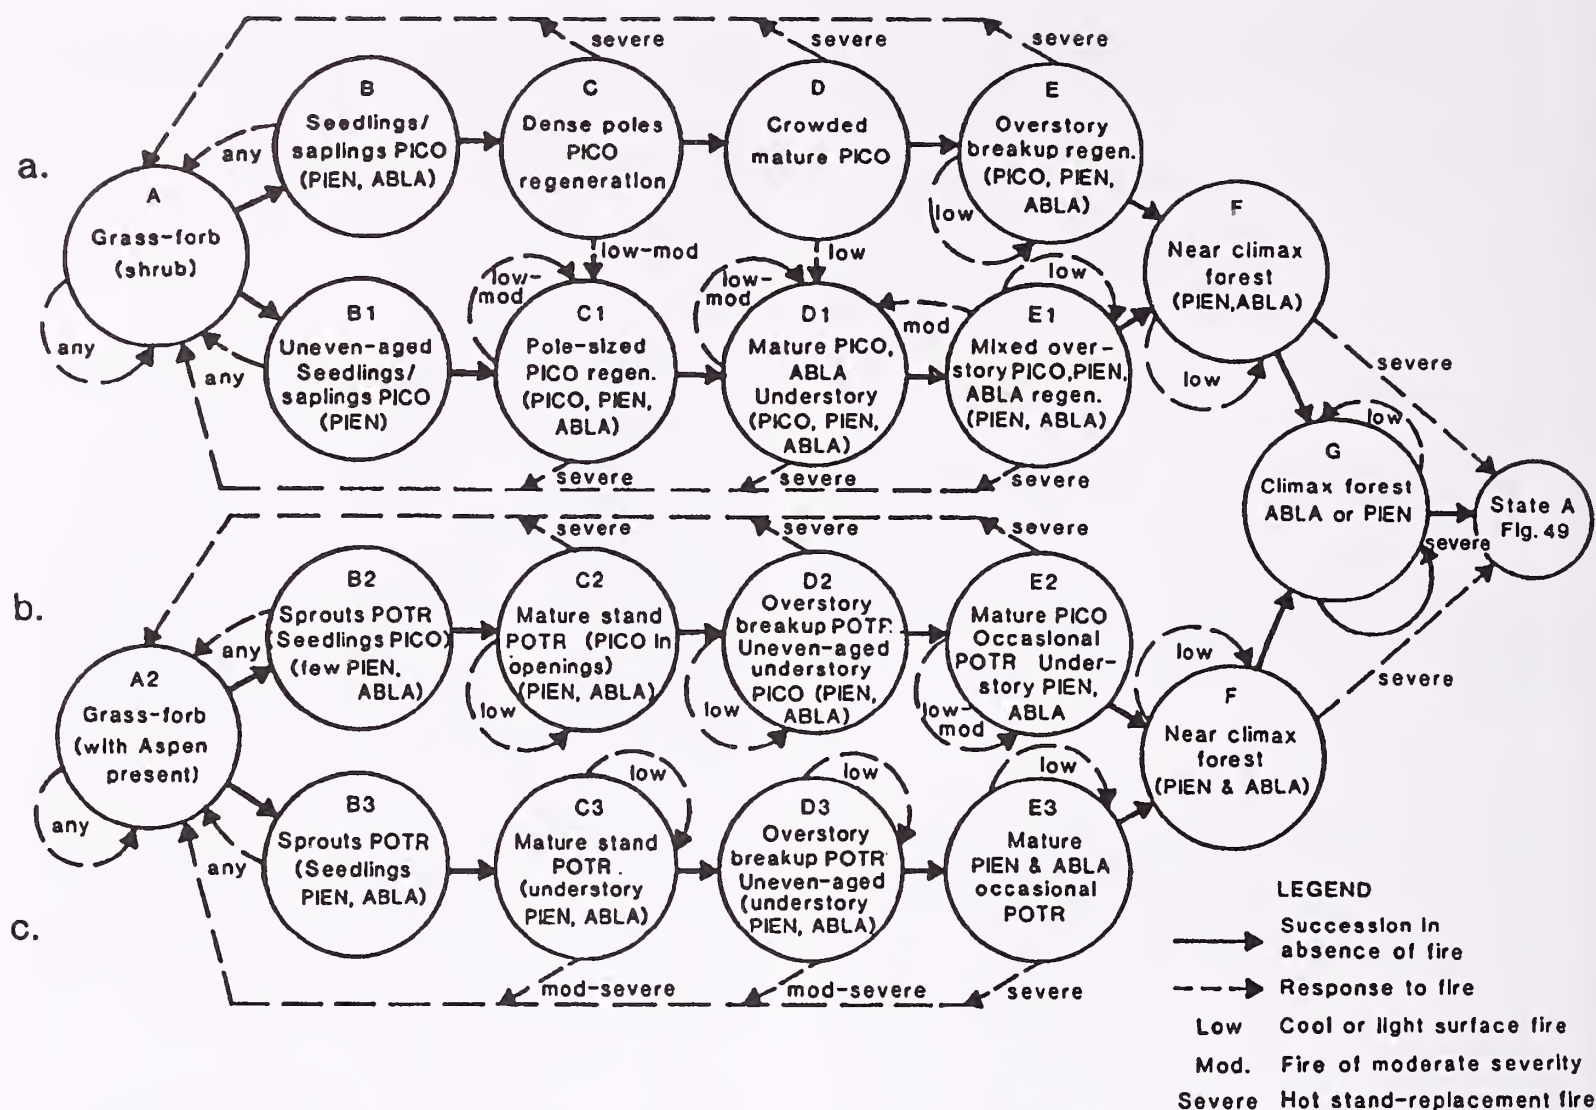 a.
A
Grass-forb
(shrub)
any
any
B
Seedlings/
saplings PICO
(PIEN, ABLA)
severe
C
Dense poles
PICO
regeneration
low-mod
severe
D
Crowded
mature PICO
low
severe
E
Overstory
breakup regen.
(PICO, PIEN,
ABLA)
low
any
B1
Uneven-aged
Seedlings/
saplings PICO
(PIEN)
low-
mod
C1
Pole-sized
PICO regen.
(PICO, PIEN,
ABLA)
severe
low-
mod
D1
Mature PICO,
ABLA
Understory
(PICO, PIEN,
ABLA)
severe
mod
low
E1
Mixed over-
story PICO,PIEN,
ABLA regen.
(PIEN, ABLA)
severe
F
Near climax
forest
(PIEN,ABLA)
low
severe
low
G
Climax forest
ABLA or PIEN
severe
State A
Fig. 49
b.
A2
Grass-forb
(with Aspen
present)
any
any
B2
Sprouts POTR
(Seedlings PICO)
(few PIEN,
ABLA)
severe
C2
Mature stand
POTR (PICO in
openings)
(PIEN, ABLA)
low
severe
D2
Overstory
breakup POTR
Uneven-aged
understory
PICO (PIEN,
ABLA)
low
severe
E2
Mature PICO
Occasional
POTR Under-
story PIEN,
ABLA
low-
mod
low
F
Near climax
forest
(PIEN & ABLA)
severe
c.
any
B3
Sprouts POTR
(Seedlings
PIEN, ABLA)
low
C3
Mature stand
POTR.
(understory
PIEN, ABLA)
mod-severe
low
D3
Overstory
breakup POTR
Uneven-aged
(understory
PIEN, ABLA)
mod-severe
low
E3
Mature
PIEN & ABLA
occasional
POTR
severe
LEGEND
Succession in
absence of fire
Response to fire
Low Cool or light surface fire
Mod. Fire of moderate severity
Severe Hot stand-replacement fire